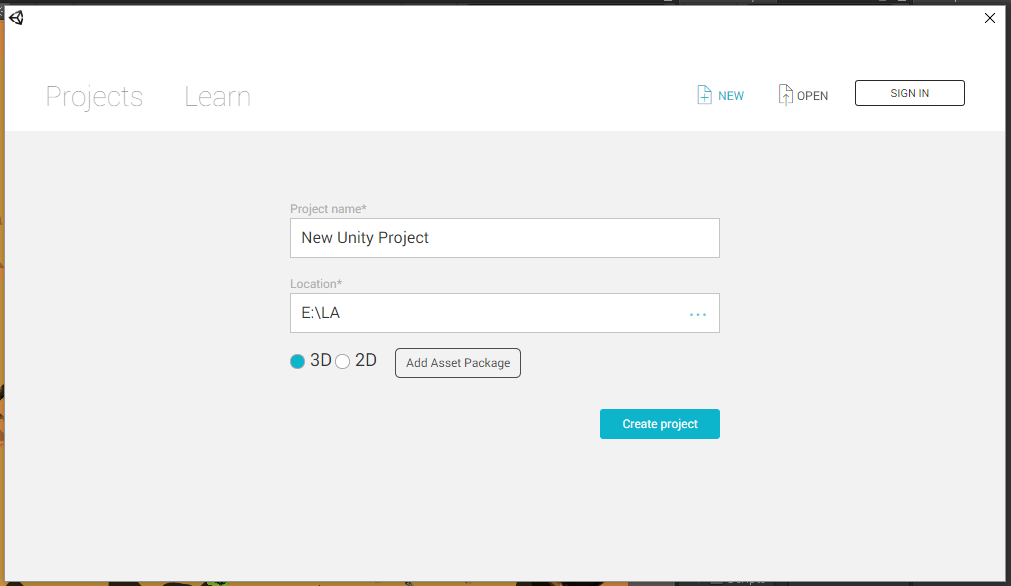 Projects Learn NEW OPEN SIGN IN
Project name*
New Unity Project
Location*
E:\LA ...
3D 2D Add Asset Package
Create project